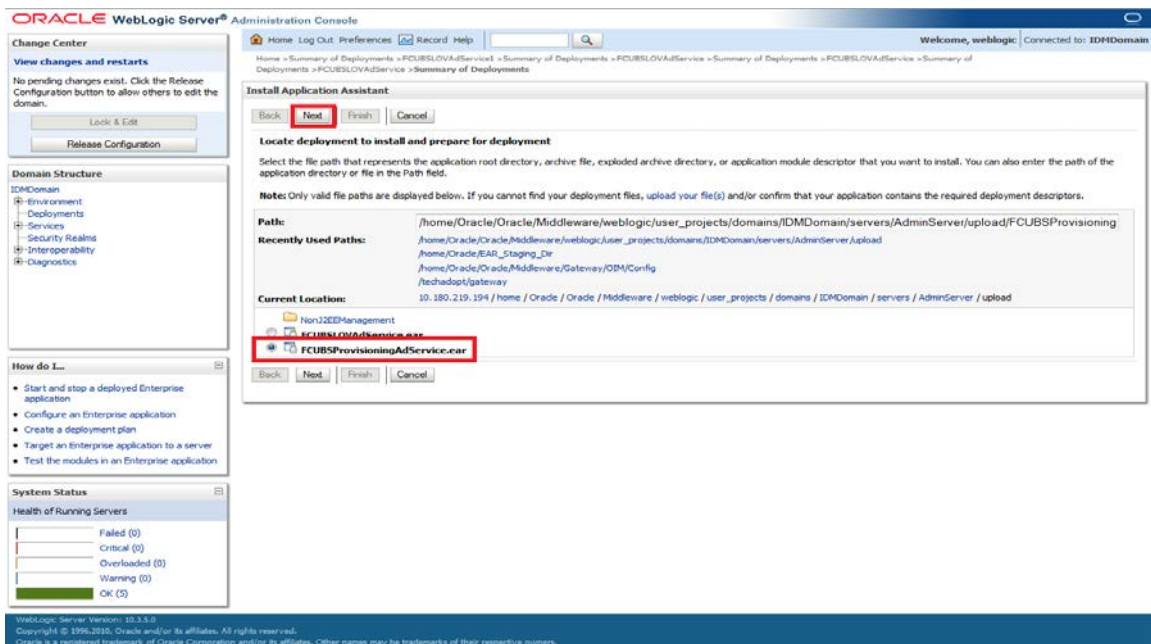 ORACLE WebLogic Server® Administration Console
Change Center
View changes and restarts
No pending changes exist. Click the Release
Configuration button to allow others to edit the
domain.
Lock & Edit
Release Configuration
Domain Structure
IDMDomain
Environment
Deployments
Services
Security Realms
Interoperability
Diagnostics
How do I...
Start and stop a deployed Enterprise
application
Configure an Enterprise application
Create a deployment plan
Target an Enterprise application to a server
Test the modules in an Enterprise application
System Status
Health of Running Servers
Failed (0)
Critical (0)
Overloaded (0)
Warning (0)
OK (5)
Home Log Out Preferences Record Help
Welcome, weblogic Connected to: IDMDomain
Home >Summary of Deployments >FCUBSLOVAdService1 >Summary of Deployments >FCUBSLOVAdService >Summary of Deployments >FCUBSLOVAdService >Summary of
Deployments >FCUBSLOVAdService >Summary of Deployments
Install Application Assistant
Back Next Finish Cancel
Locate deployment to install and prepare for deployment
Select the file path that represents the application root directory, archive file, exploded archive directory, or application module descriptor that you want to install. You can also enter the path of the
application directory or file in the Path field.
Note: Only valid file paths are displayed below. If you cannot find your deployment files, upload your file(s) and/or confirm that your application contains the required deployment descriptors.
Path: /home/Oracle/Oracle/Middleware/weblogic/user_projects/domains/IDMDomain/servers/AdminServer/upload/FCUBSProvisioning
Recently Used Paths: /home/Oracle/Oracle/Middleware/weblogic/user_projects/domains/IDMDomain/servers/AdminServer/upload
/home/Oracle/EAR_Staging_Dir
/home/Oracle/Oracle/Middleware/Gateway/OIM/Config
/techadopt/gateway
Current Location: 10.180.219.194 / home / Oracle / Oracle / Middleware / weblogic / user_projects / domains / IDMDomain / servers / AdminServer / upload
NonJ2EEManagement
FCUBSLOVAdService.ear
FCUBSProvisioningAdService.ear
Back Next Finish Cancel
WebLogic Server Version: 10.3.5.0
Copyright © 1996,2010, Oracle and/or its affiliates. All rights reserved.
Oracle is a registered trademark of Oracle Corporation and/or its affiliates. Other names may be trademarks of their respective owners.